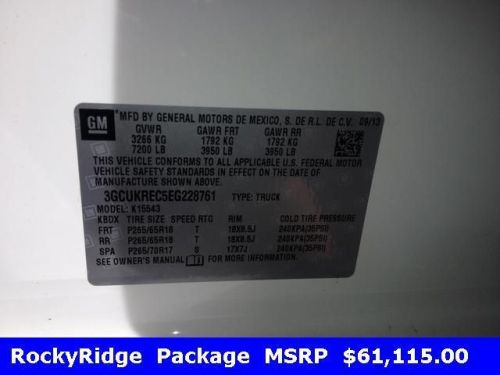 GM
MFD BY GENERAL MOTORS DE MEXICO, S. DE R.L. DE C.V. 09/13
GVWR GAWR FRT GAWR RR
3266 KG 1792 KG 1792 KG
7200 LB 3950 LB 3950 LB
THIS VEHICLE CONFORMS TO ALL APPLICABLE U.S. FEDERAL MOTOR
VEHICLE SAFETY STANDARDS IN EFFECT ON THE DATE OF
MANUFACTURE SHOWN ABOVE.
3GCUKREC5EG228761 TYPE: TRUCK
MODEL: K15543
KBDX TIRE SIZE SPEED RIM COLD TIRE PRESSURE
FRT P265/65R18 T 18X8.5J 240KPA(35PSI)
RR P265/65R18 T 18X8.5J 240KPA(35PSI)
SPA P265/70R17 S 17X7J 240KPA(35PSI)
SEE OWNER'S MANUAL FOR MORE INFORMATION
RockyRidge Package MSRP $61,115.00